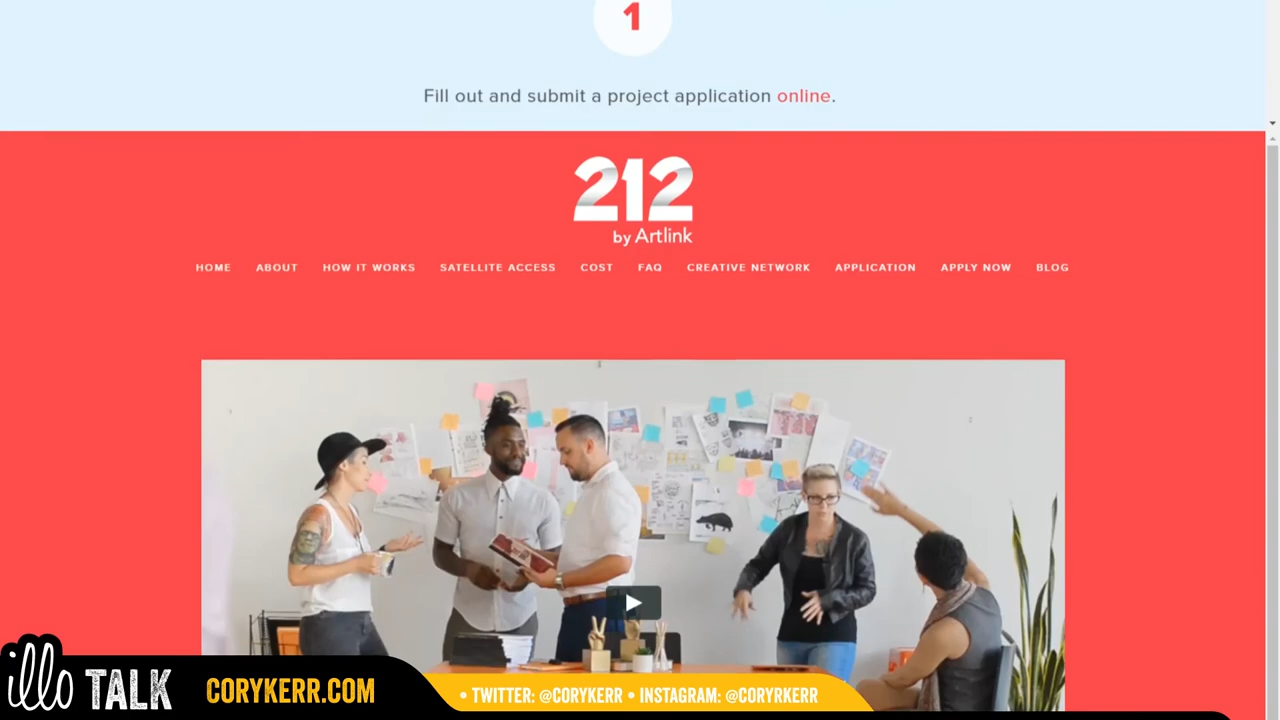 1
Fill out and submit a project application online.
212
by Artlink
HOME ABOUT HOW IT WORKS SATELLITE ACCESS COST FAQ CREATIVE NETWORK APPLICATION APPLY NOW BLOG
illo TALK CORYKERR.COM • TWITTER: @CORYKERR • INSTAGRAM: @CORYRKERR